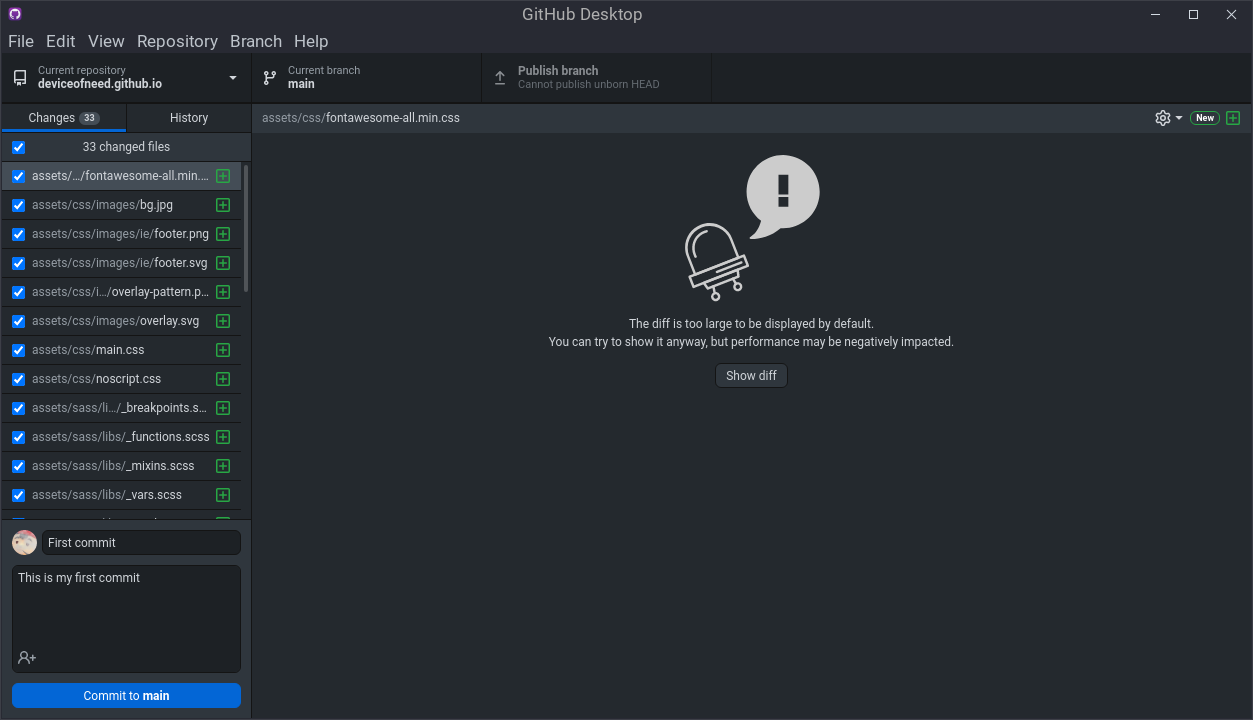 GitHub Desktop
File Edit View Repository Branch Help
Current repository
deviceofneed.github.io
Current branch
main
Publish branch
Cannot publish unborn HEAD
Changes 33
History
33 changed files
assets/.../fontawesome-all.min....
assets/css/images/bg.jpg
assets/css/images/ie/footer.png
assets/css/images/ie/footer.svg
assets/css/i.../overlay-pattern.p...
assets/css/images/overlay.svg
assets/css/main.css
assets/css/noscript.css
assets/sass/li.../_breakpoints.s...
assets/sass/libs/_functions.scss
assets/sass/libs/_mixins.scss
assets/sass/libs/_vars.scss
First commit
This is my first commit
Commit to main
assets/css/fontawesome-all.min.css
New
The diff is too large to be displayed by default.
You can try to show it anyway, but performance may be negatively impacted.
Show diff